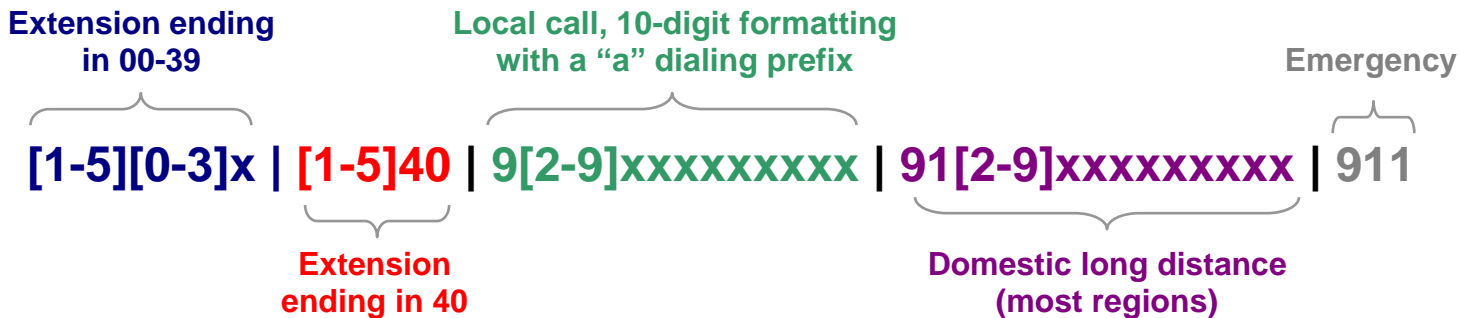 Extension ending
in 00-39
Local call, 10-digit formatting
with a “a” dialing prefix
Emergency
[1-5][0-3]x | [1-5]40 | 9[2-9]xxxxxxxxx | 91[2-9]xxxxxxxxx | 911
Extension
ending in 40
Domestic long distance
(most regions)